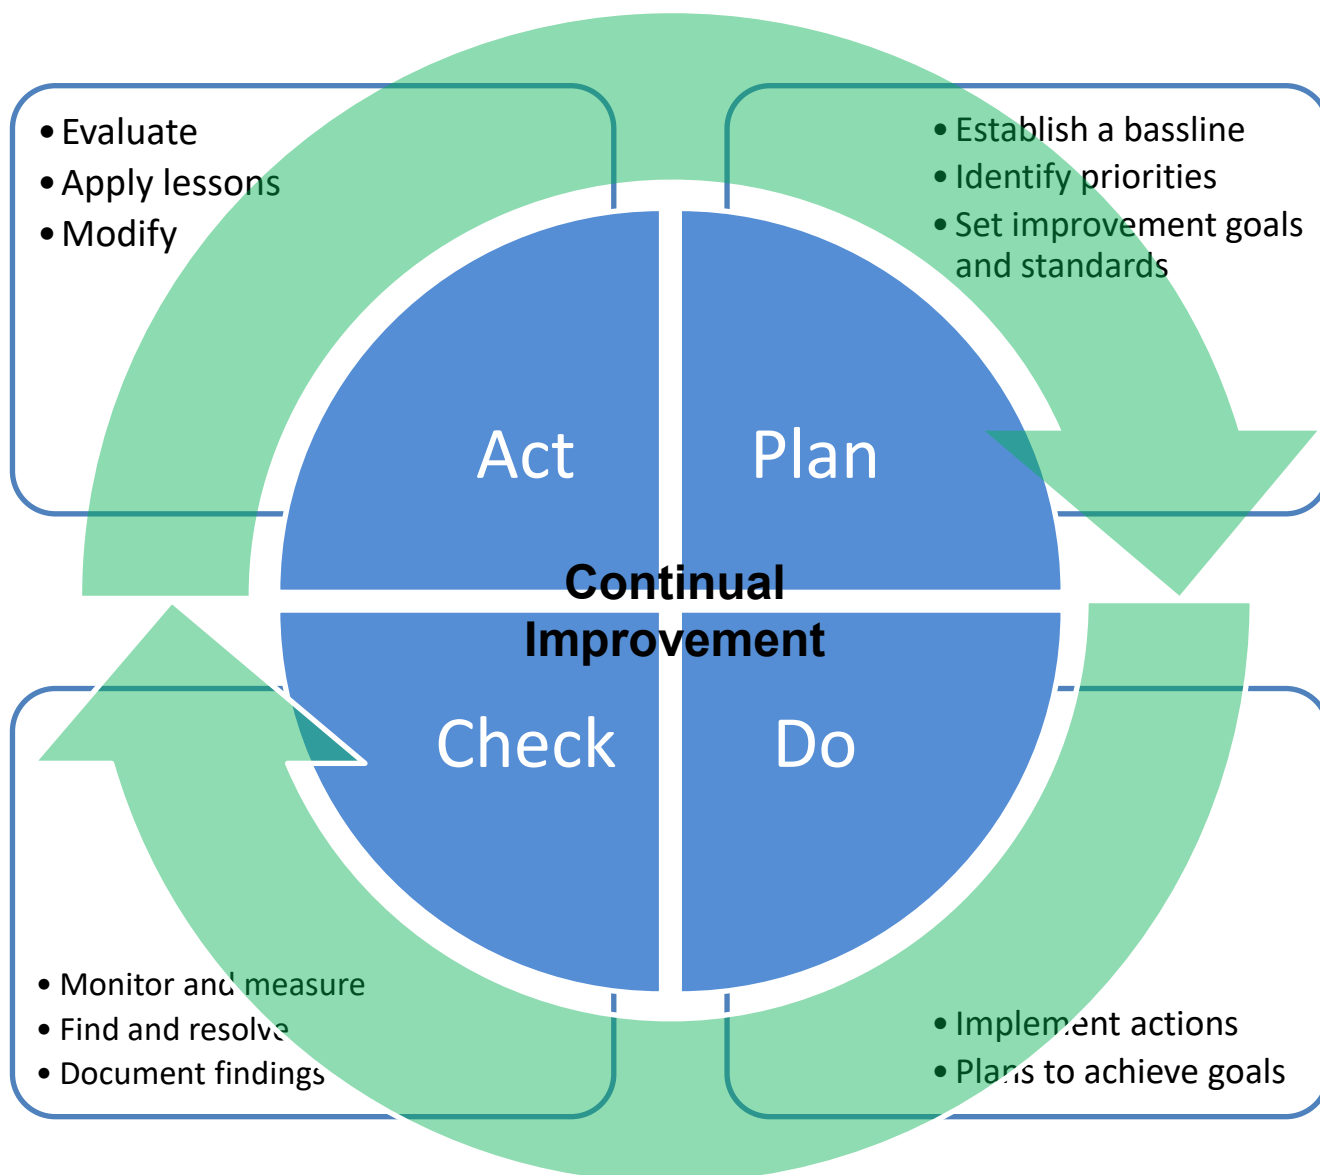 • Evaluate
• Apply lessons
• Modify
• Establish a bassline
• Identify priorities
• Set improvement goals
and standards
Act
Plan
Continual
Improvement
Check
Do
• Monitor and measure
• Find and resolve
• Document findings
• Implement actions
• Plans to achieve goals